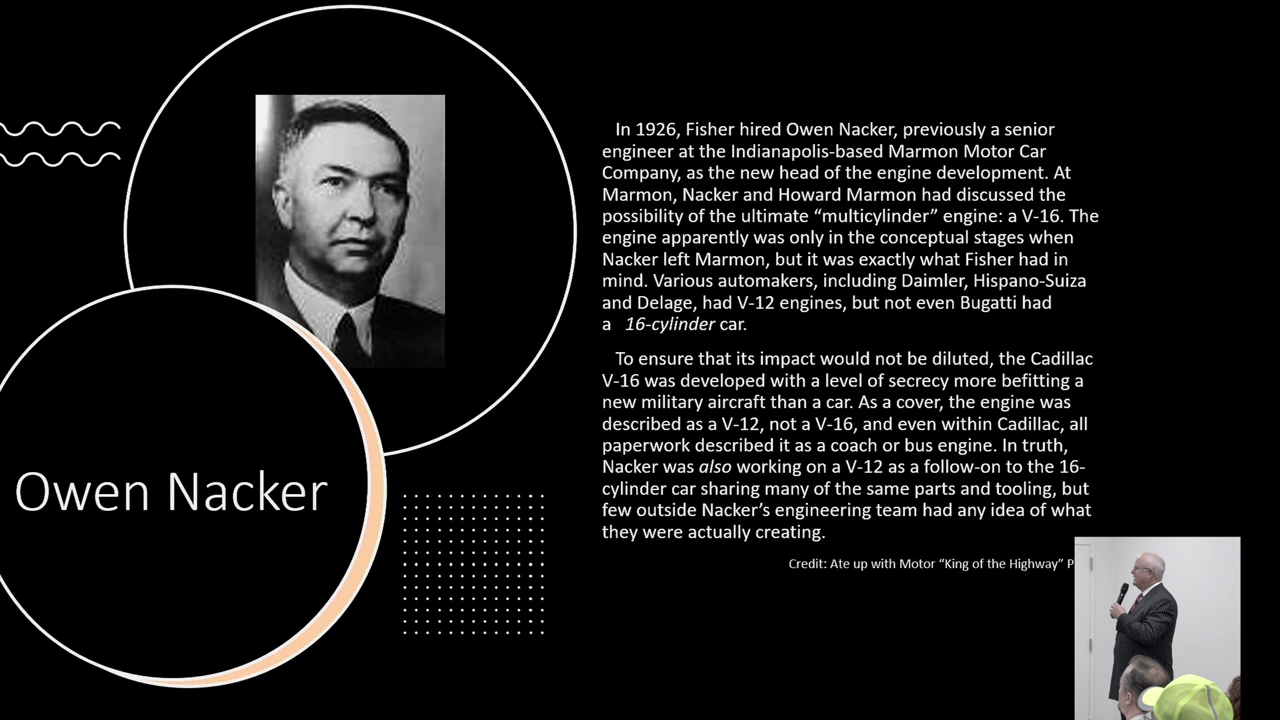 In 1926, Fisher hired Owen Nacker, previously a senior
engineer at the Indianapolis-based Marmon Motor Car
Company, as the new head of the engine development. At
Marmon, Nacker and Howard Marmon had discussed the
possibility of the ultimate “multicylinder” engine: a V-16. The
engine apparently was only in the conceptual stages when
Nacker left Marmon, but it was exactly what Fisher had in
mind. Various automakers, including Daimler, Hispano-Suiza
and Delage, had V-12 engines, but not even Bugatti had
a 16-cylinder car.
To ensure that its impact would not be diluted, the Cadillac
V-16 was developed with a level of secrecy more befitting a
new military aircraft than a car. As a cover, the engine was
described as a V-12, not a V-16, and even within Cadillac, all
paperwork described it as a coach or bus engine. In truth,
Nacker was also working on a V-12 as a follow-on to the 16-
cylinder car sharing many of the same parts and tooling, but
few outside Nacker’s engineering team had any idea of what
they were actually creating.
Credit: Ate up with Motor “King of the Highway”
Owen Nacker